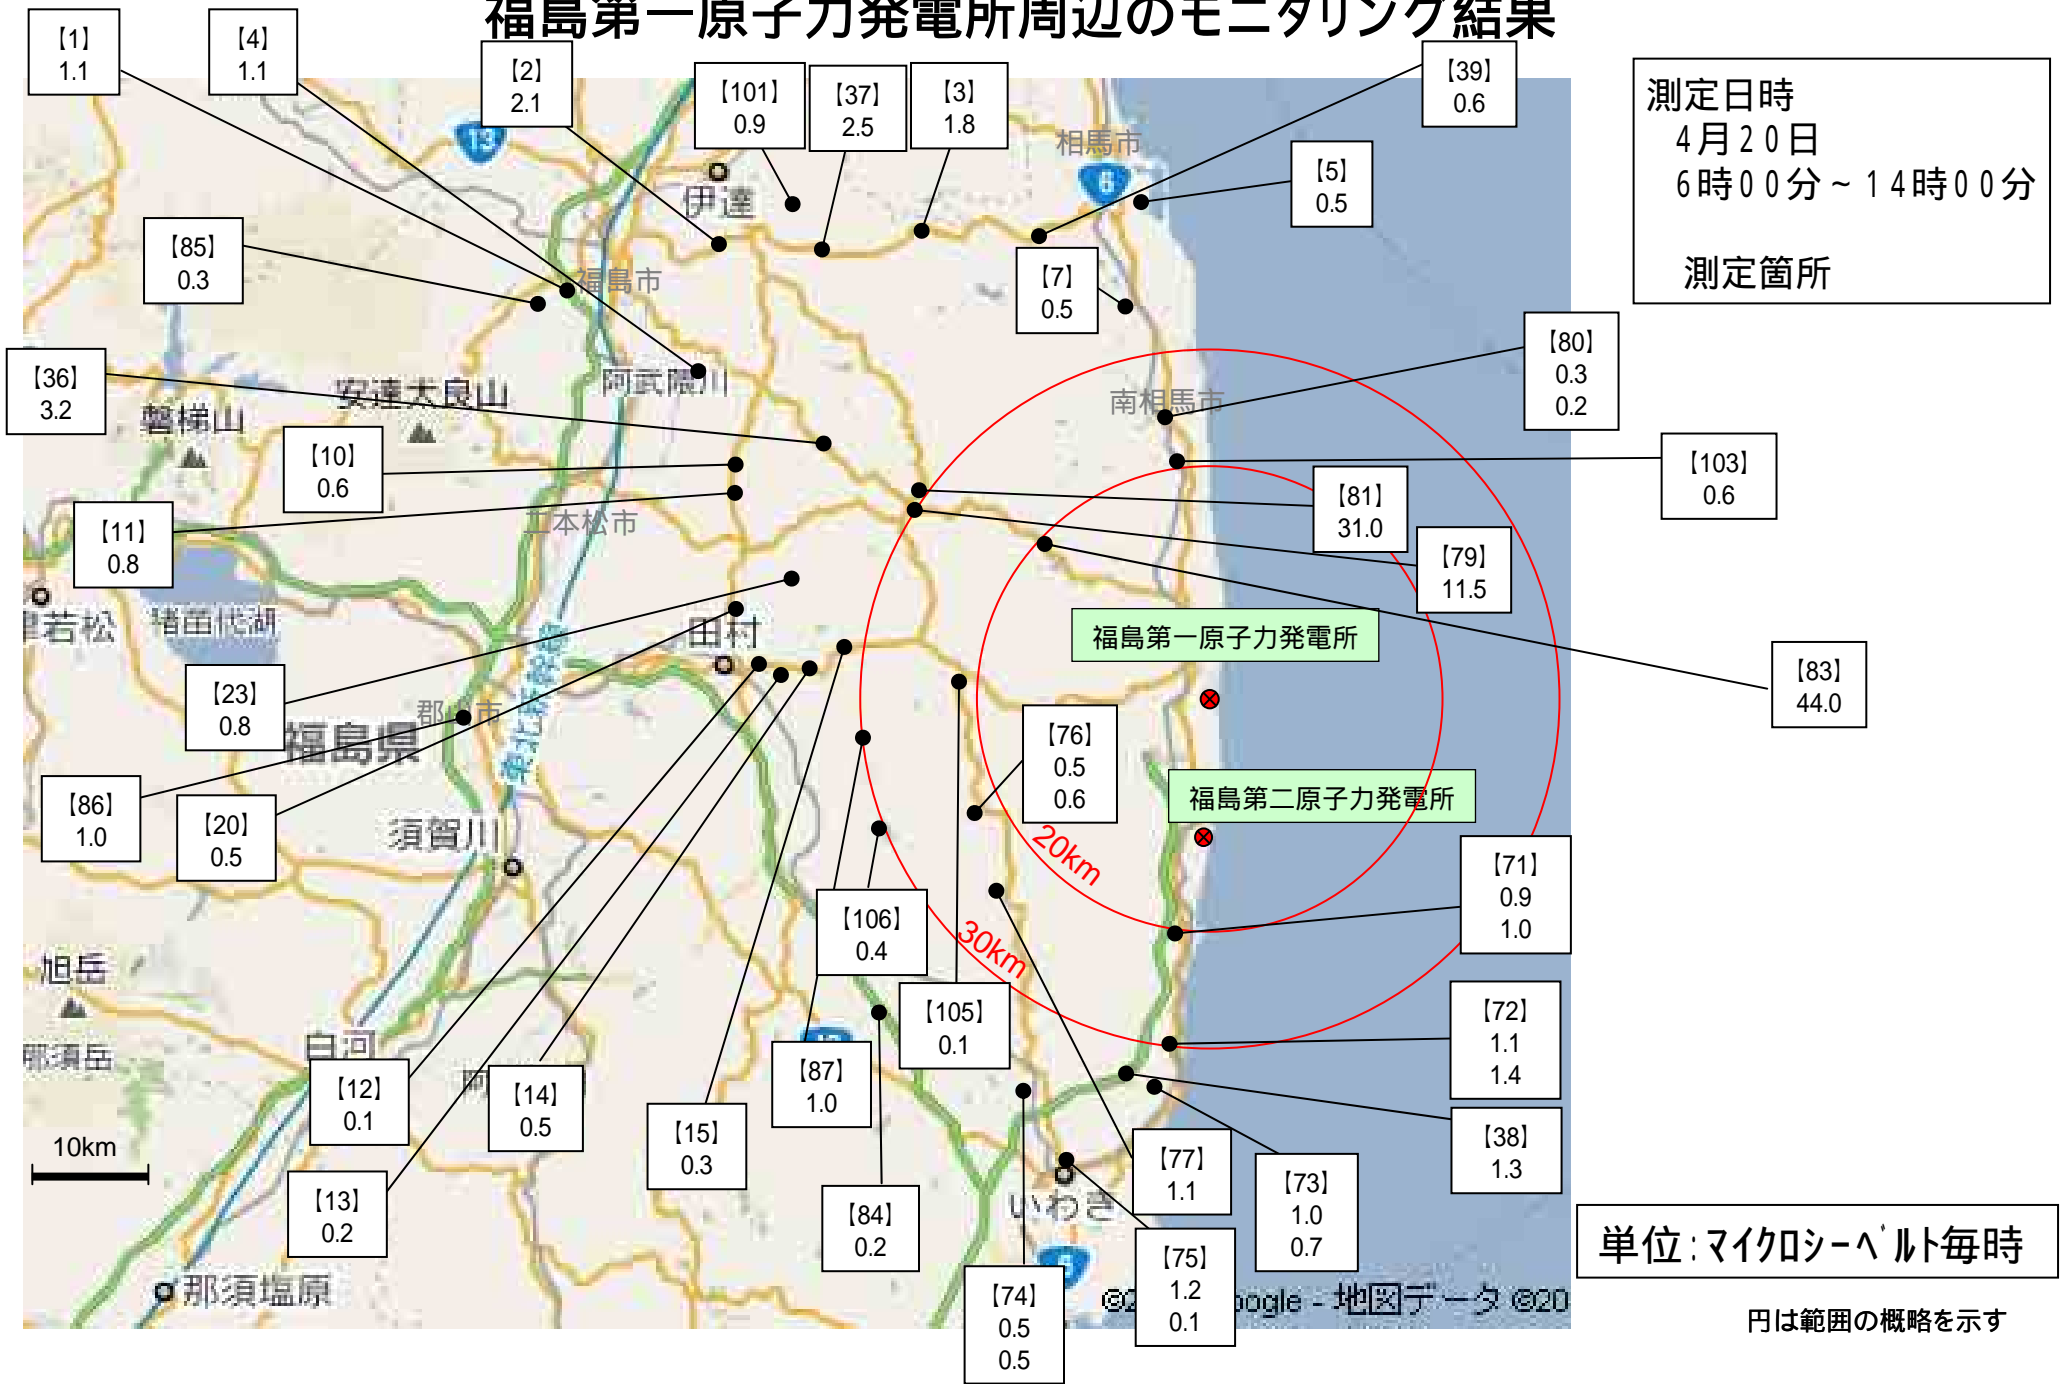 福島第一原子力発電所周辺のモニタリング結果
【1】
1.1
【4】
1.1
【2】
2.1
【101】
0.9
【37】
2.5
【3】
1.8
【39】
0.6
【5】
0.5
測定日時
4月20日
6時00分~14時00分
測定箇所
相馬市
伊達
【85】
0.3
福島市
【7】
0.5
【80】
0.3
0.2
【36】
3.2
磐梯山
安達太良山
阿武隈川
南相馬市
【10】
0.6
【103】
0.6
【81】
31.0
【11】
0.8
二本松市
【79】
11.5
猪苗代湖
田村
福島第一原子力発電所
【83】
44.0
【23】
0.8
福島県
東北新幹線
【76】
0.5
0.6
福島第二原子力発電所
【86】
1.0
【20】
0.5
須賀川
20km
【71】
0.9
1.0
【106】
0.4
30km
旭岳
那須岳
白河
【105】
0.1
【72】
1.1
1.4
【12】
0.1
【14】
0.5
【87】
1.0
【15】
0.3
【38】
1.3
10km
【13】
0.2
【84】
0.2
【77】
1.1
【73】
1.0
0.7
いわき
【75】
1.2
0.1
【74】
0.5
0.5
那須塩原
単位:マイクロシーベルト毎時
円は範囲の概略を示す
地図データ ©20
13
6
6